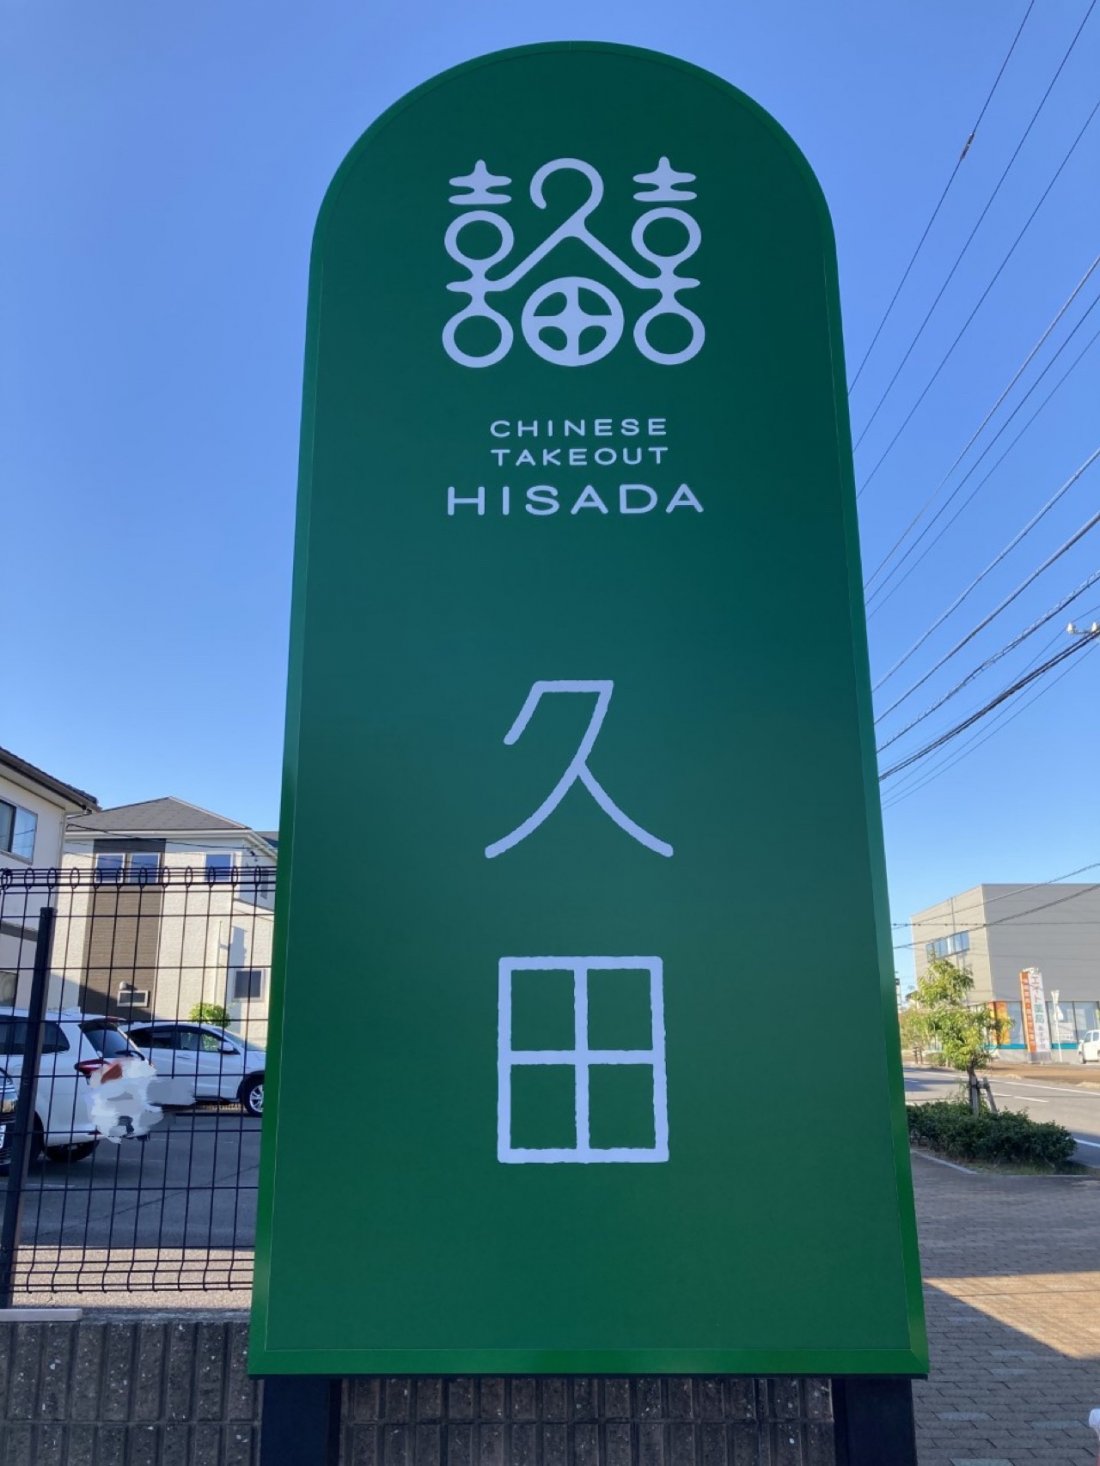 CHINESE
TAKEOUT
HISADA
久
田